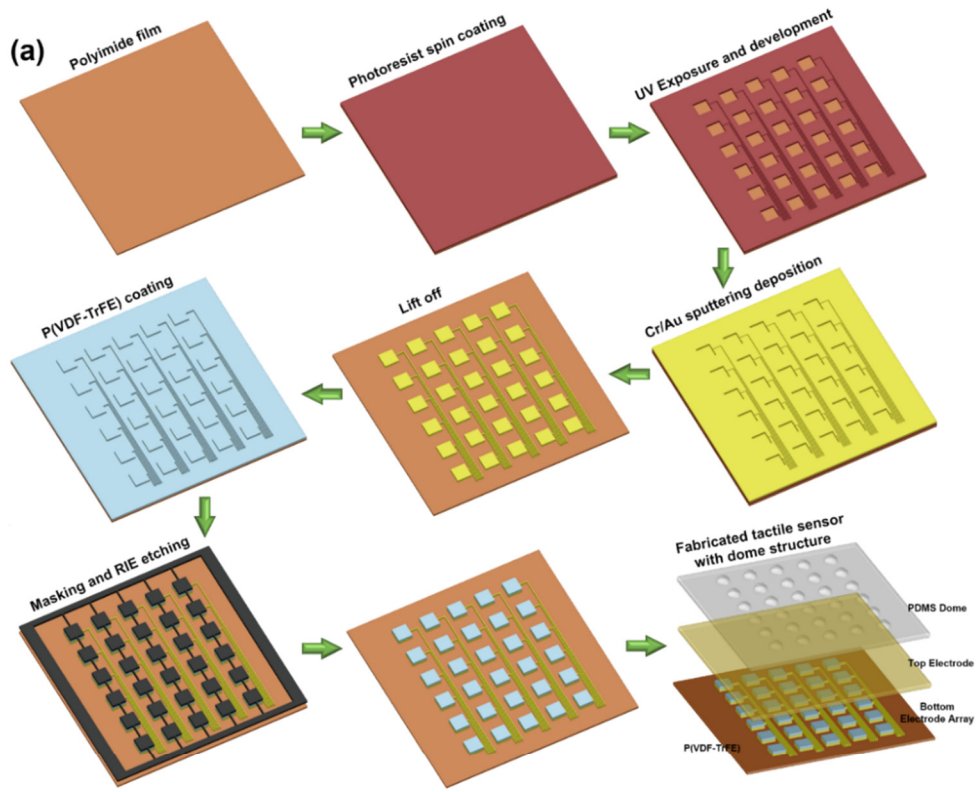 (a)
Polyimide film
Photoresist spin coating
UV Exposure and development
P(VDF-TrFE) coating
Lift off
Cr/Au sputtering deposition
Masking and RIE etching
Fabricated tactile sensor
with dome structure
PDMS Dome
Top Electrode
Bottom
Electrode Array
P(VDF-TrFE)